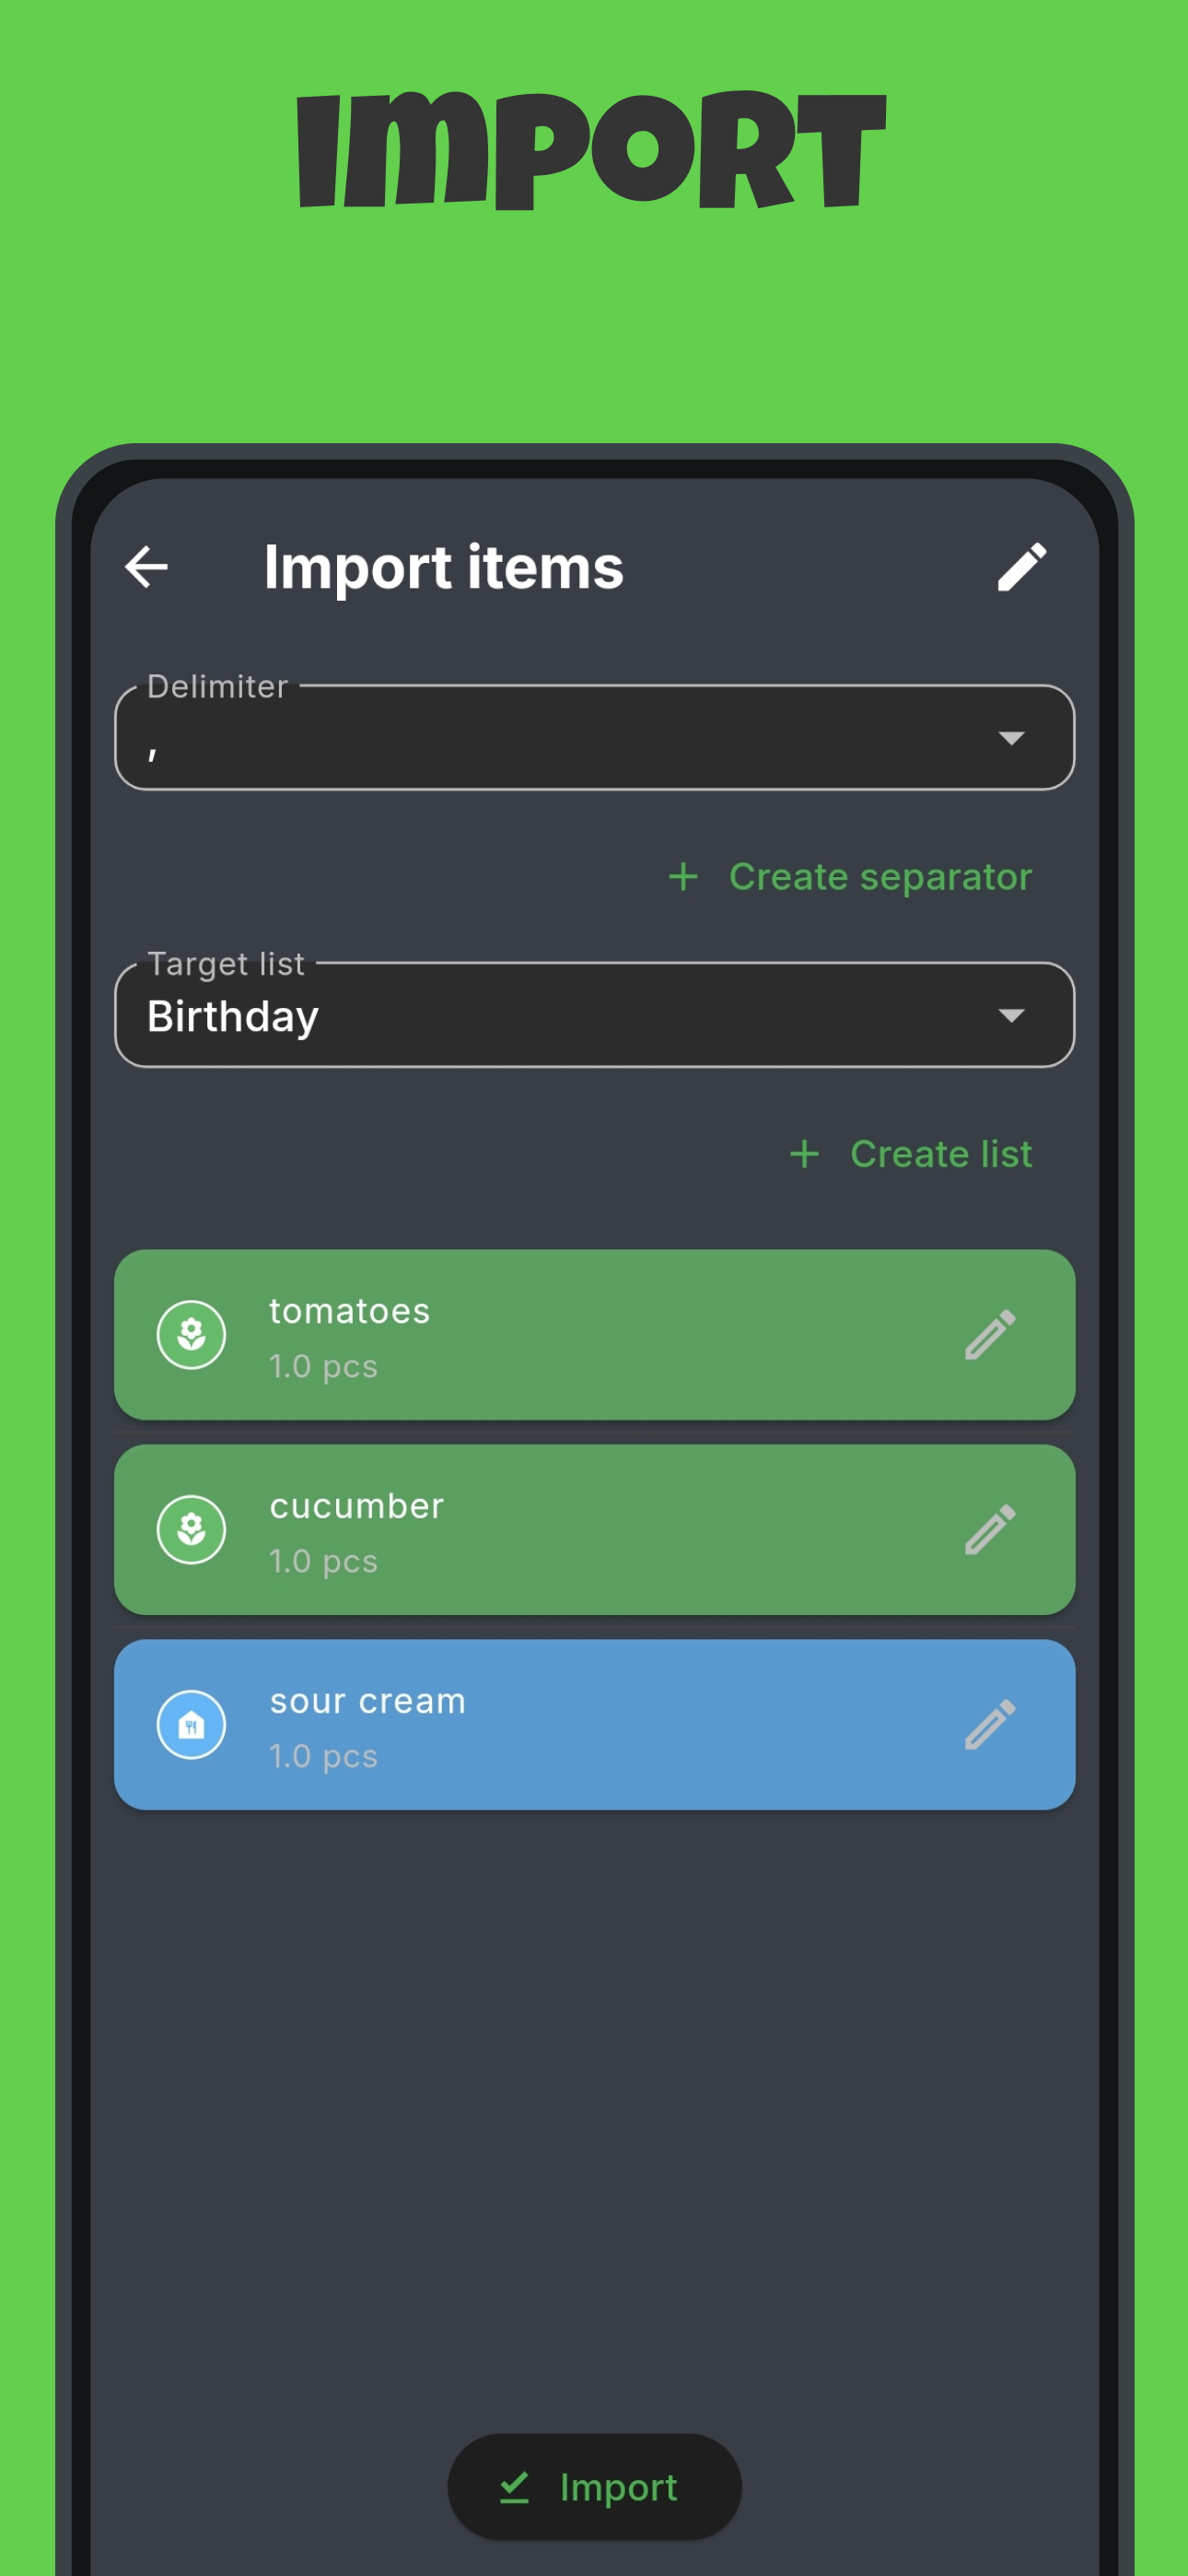 IMPORT
Import items
Delimiter
,
+ Create separator
Target list
Birthday
+ Create list
tomatoes
1.0 pcs
cucumber
1.0 pcs
sour cream
1.0 pcs
Import